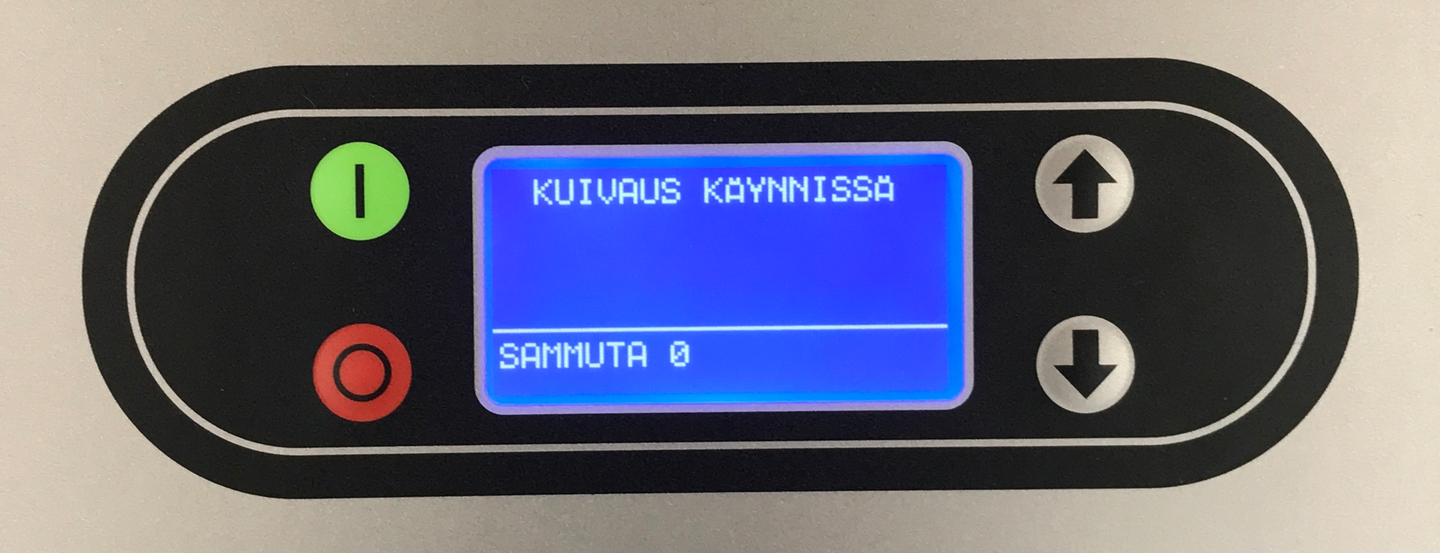 KUIVAUS KÄYNNISSÄ
SAMMUTA 0